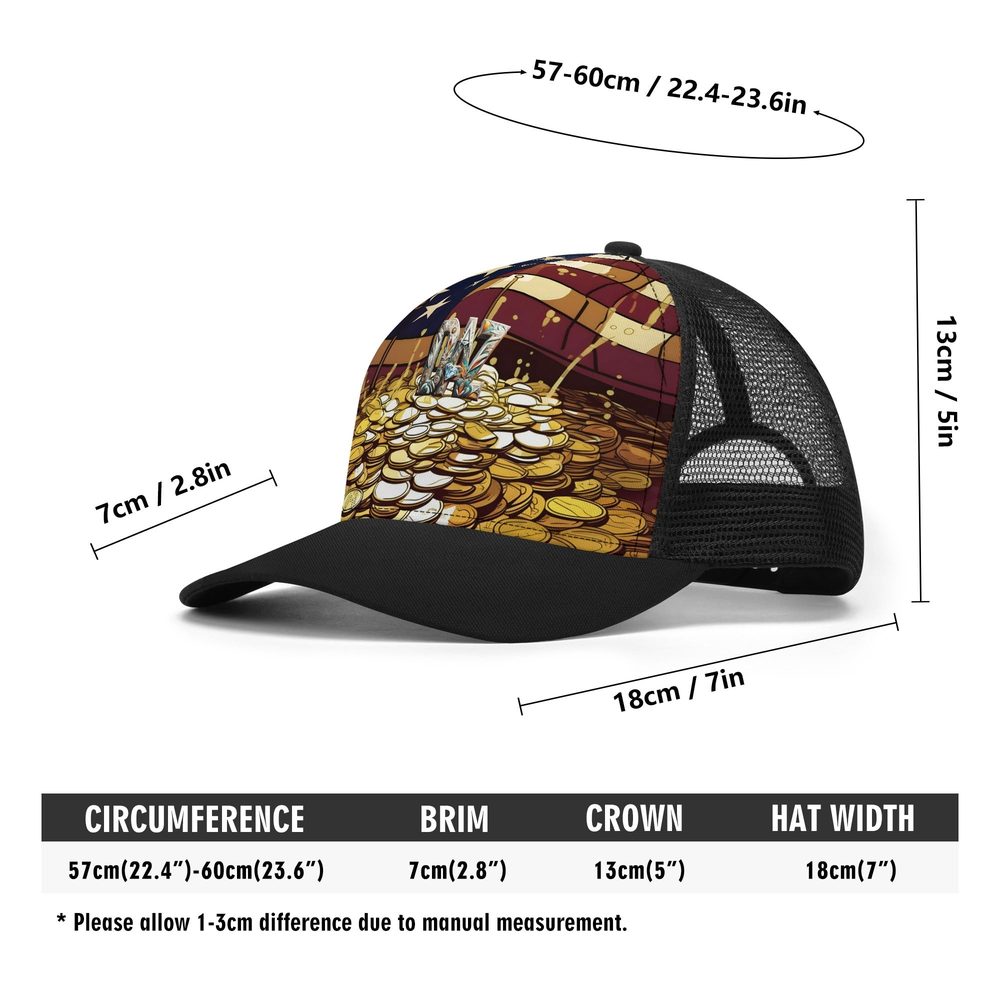 57-60cm / 22.4-23.6in
13cm / 5in
7cm / 2.8in
18cm / 7in
CIRCUMFERENCE BRIM CROWN HAT WIDTH
57cm(22.4”)-60cm(23.6”) 7cm(2.8”) 13cm(5”) 18cm(7”)
* Please allow 1-3cm difference due to manual measurement.